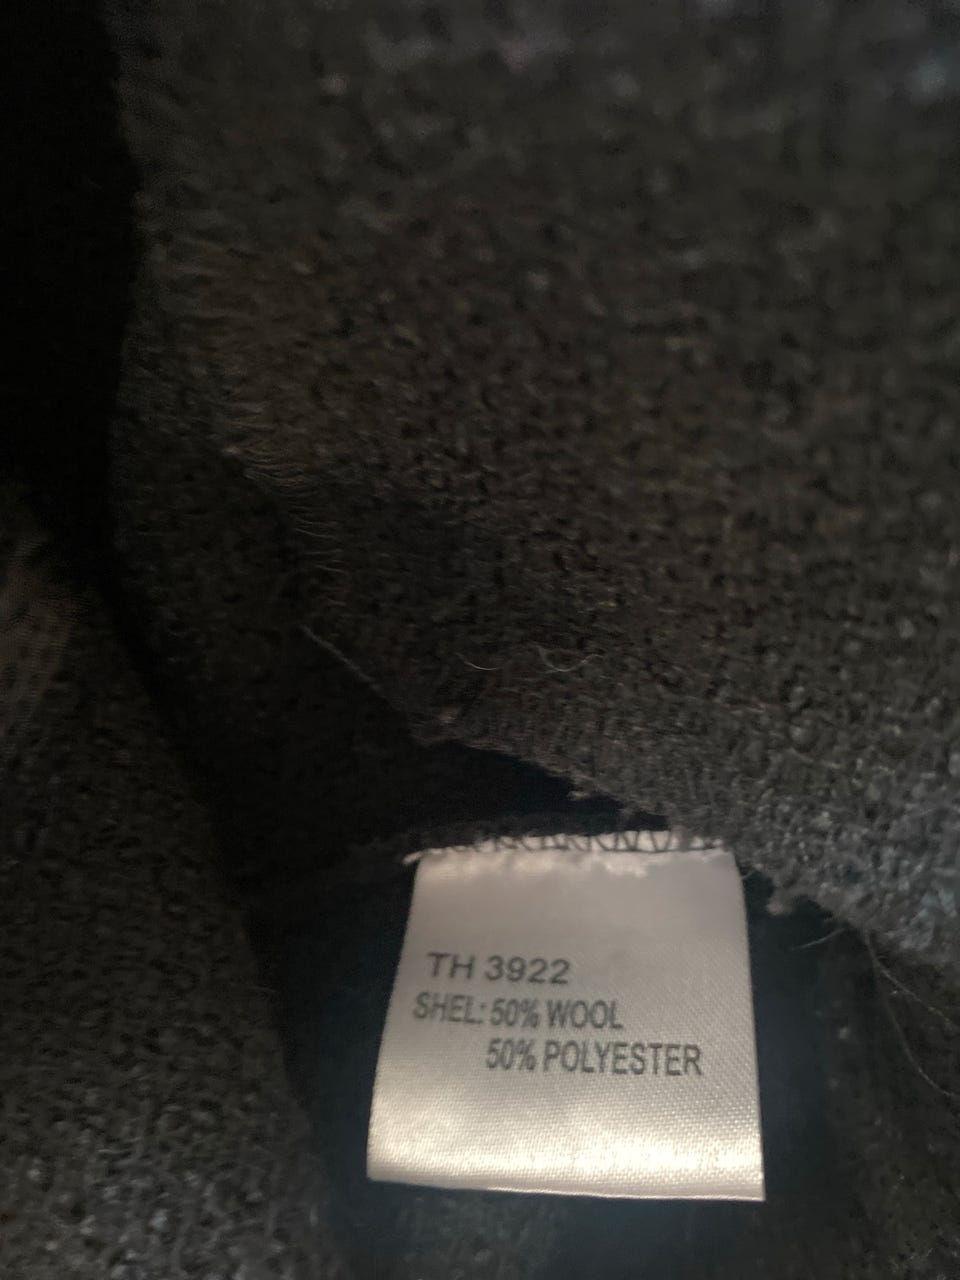 TH 3922
SHEL: 50% WOOL
50% POLYESTER